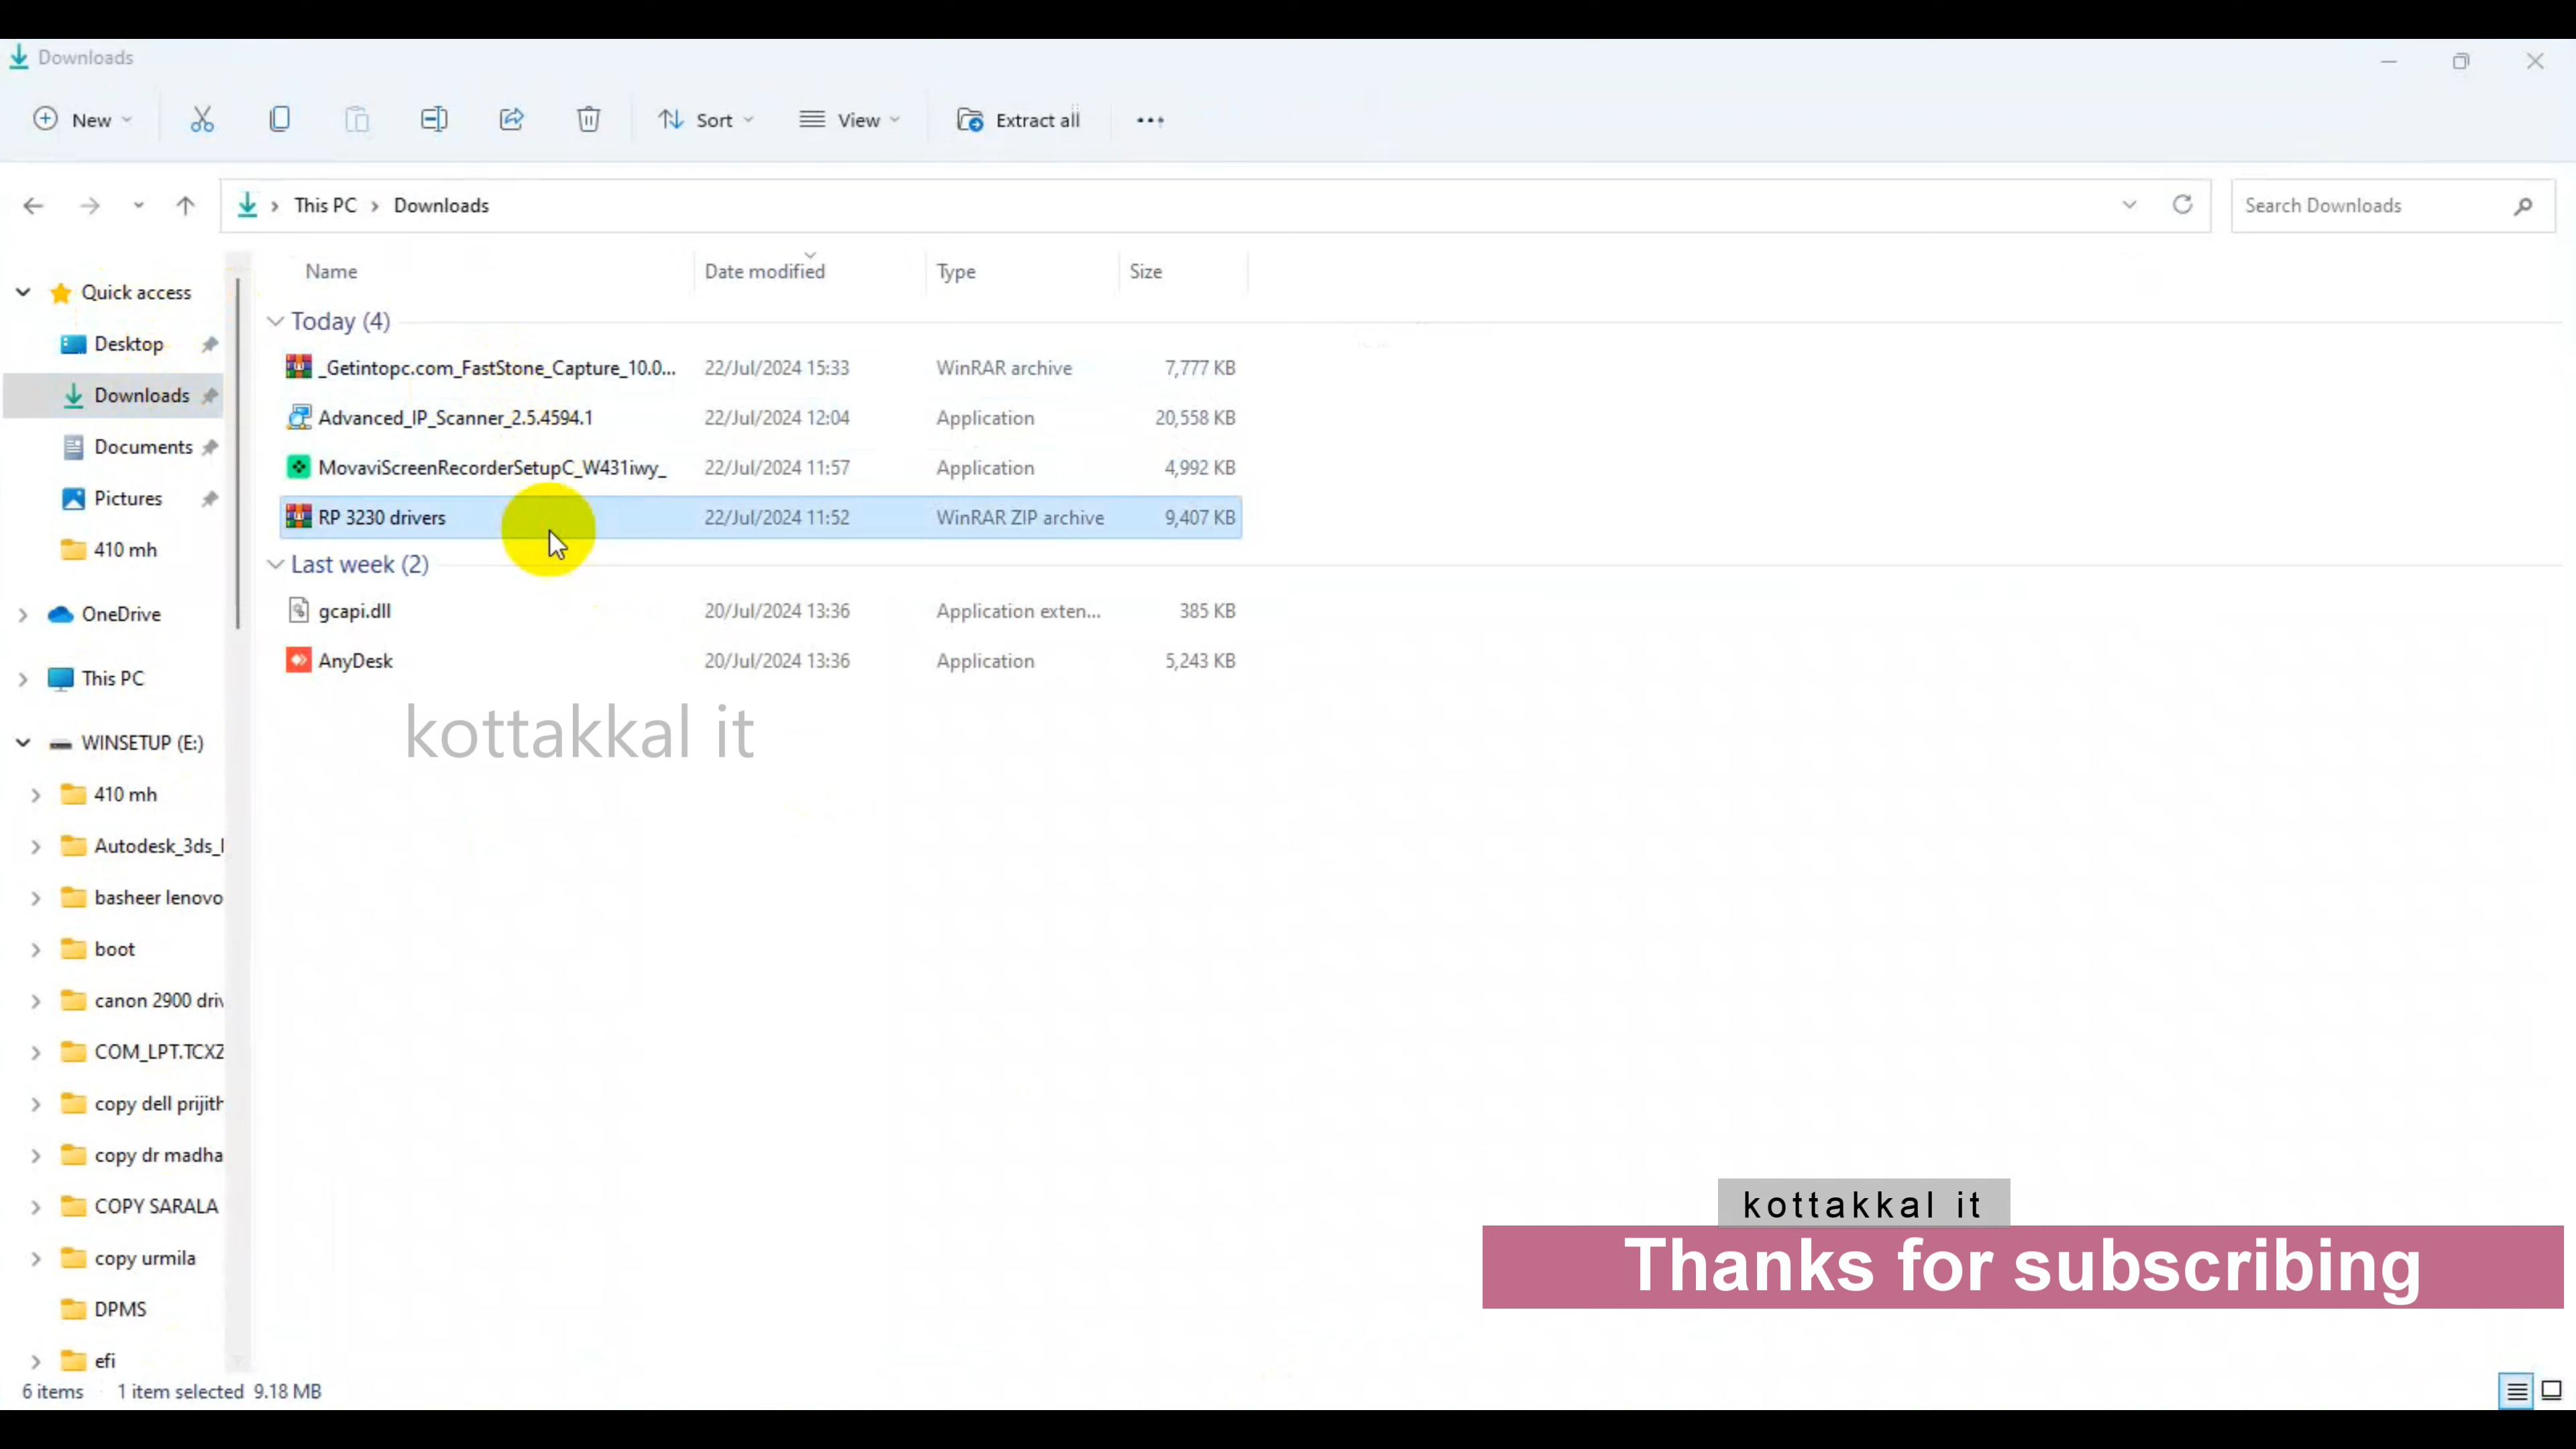 Downloads
New
Sort
View
Extract all
This PC > Downloads
Search Downloads
Name Date modified Type Size
Quick access
Desktop
Downloads
Documents
Pictures
410 mh
OneDrive
This PC
WINSETUP (E:)
410 mh
Autodesk_3ds_
basheer lenovo
boot
canon 2900 driv
COM_LPT.TCXZ
copy dell prijith
copy dr madha
COPY SARALA
copy urmila
DPMS
efi
Today (4)
_Getintopc.com_FastStone_Capture_10.0... 22/Jul/2024 15:33 WinRAR archive 7,777 KB
Advanced_IP_Scanner_2.5.4594.1 22/Jul/2024 12:04 Application 20,558 KB
MovaviScreenRecorderSetupC_W431iwy_ 22/Jul/2024 11:57 Application 4,992 KB
RP 3230 drivers 22/Jul/2024 11:52 WinRAR ZIP archive 9,407 KB
Last week (2)
gcapi.dll 20/Jul/2024 13:36 Application exten... 385 KB
AnyDesk 20/Jul/2024 13:36 Application 5,243 KB
kottakkal it
kottakkal it
Thanks for subscribing
6 items 1 item selected 9.18 MB